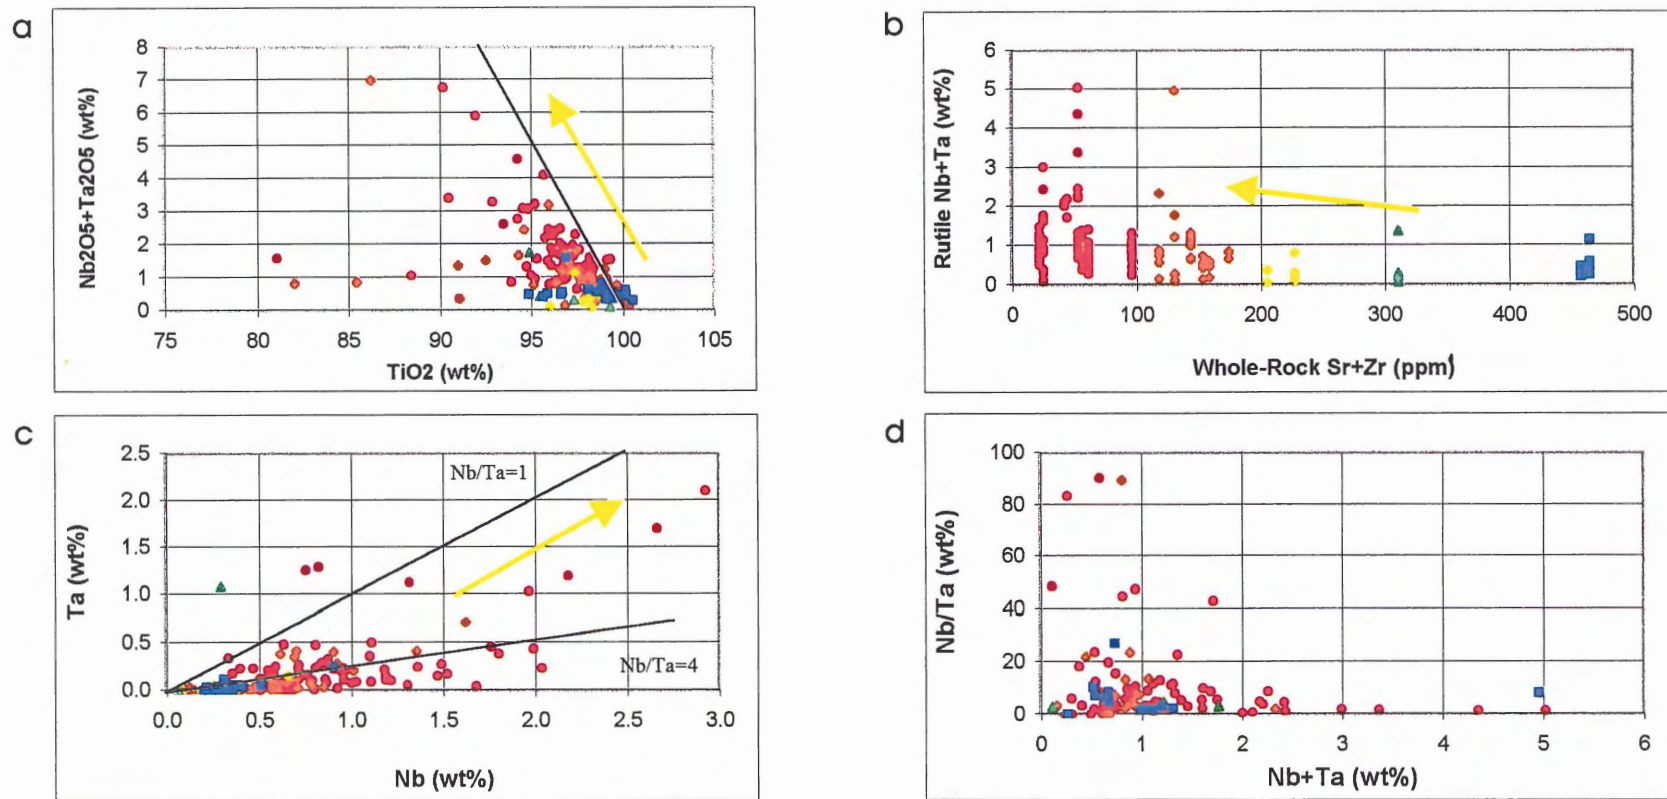 a
Nb2O5+Ta2O5 (wt%)
8
7
6
5
4
3
2
1
0
75 80 85 90 95 100 105
TiO2 (wt%)
b
Rutile Nb+Ta (wt%)
6
5
4
3
2
1
0
0 100 200 300 400 500
Whole-Rock Sr+Zr (ppm)
c
Ta (wt%)
2.5
2.0
1.5
1.0
0.5
0.0
Nb/Ta=1
Nb/Ta=4
0.0 0.5 1.0 1.5 2.0 2.5 3.0
Nb (wt%)
d
Nb/Ta (wt%)
100
80
60
40
20
0
0 1 2 3 4 5 6
Nb+Ta (wt%)